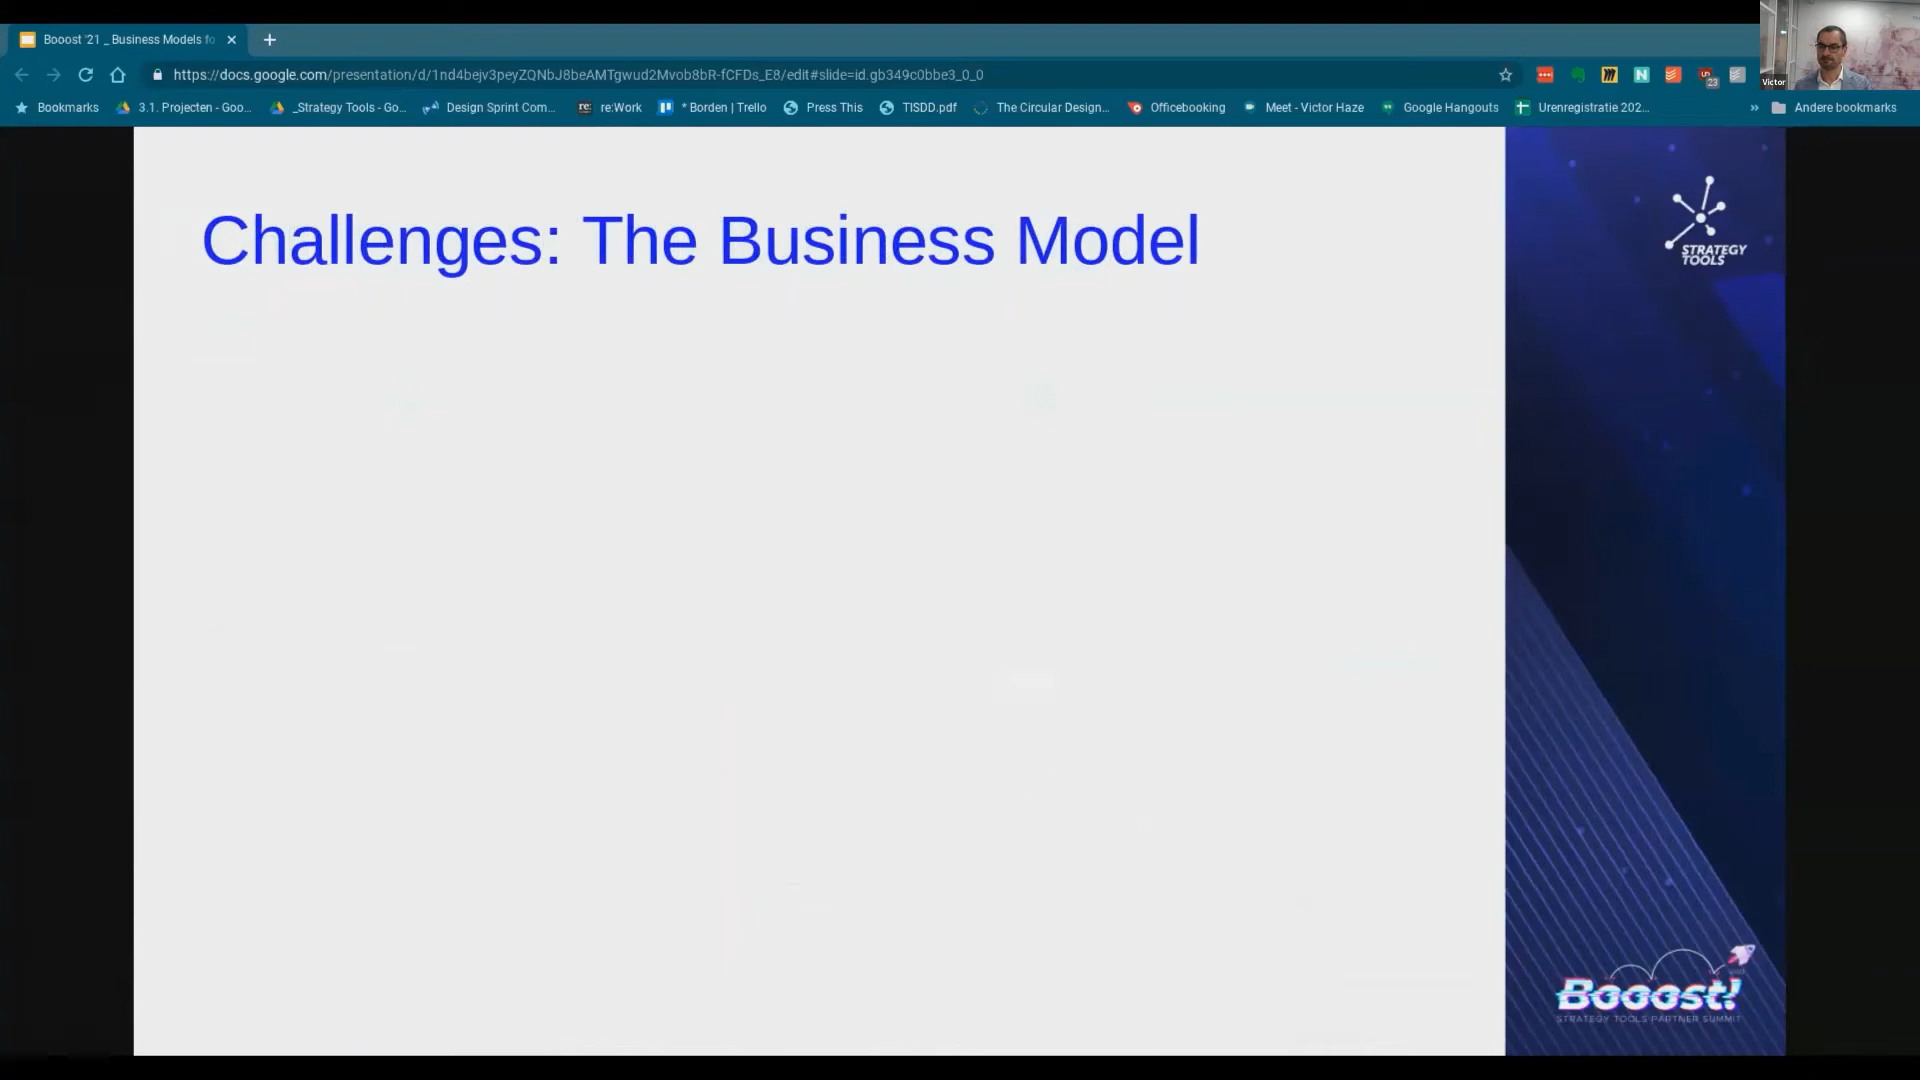 Booost '21 _ Business Models fo
https://docs.google.com/presentation/d/1nd4bejv3peyZQNbJ8beAMTgwud2Mvob8bR-fCFDs_E8/edit#slide=id.gb349c0bbe3_0_0
23
Victor
Bookmarks 3.1. Projecten - Goo... _Strategy Tools - Go... Design Sprint Com... re: re:Work * Borden | Trello Press This TISDD.pdf The Circular Design... Officebooking Meet - Victor Haze Google Hangouts Urenregistratie 202... » Andere bookmarks
Challenges: The Business Model
STRATEGY
TOOLS
Booost!
STRATEGY TOOLS PARTNER SUMMIT